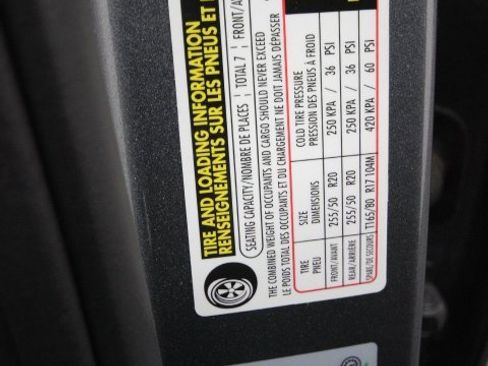 TIRE AND LOADING INFORMATION
RENSEIGNEMENTS SUR LES PNEUS ET
SEATING CAPACITY/NOMBRE DE PLACES TOTAL 7 FRONT/
THE COMBINED WEIGHT OF OCCUPANTS AND CARGO SHOULD NEVER EXCEED
LE POIDS TOTAL DES OCCUPANTS ET DU CHARGEMENT NE DOIT JAMAIS DÉPASSER
TIRE SIZE COLD TIRE PRESSURE
PNEU DIMENSIONS PRESSION DES PNEUS À FROID
FRONT/AVANT 255/50 R20 250 KPA / 36 PSI
REAR/ARRIÈRE 255/50 R20 250 KPA / 36 PSI
SPARE/DE SECOURS T165/80 R17 104M 420 KPA / 60 PSI